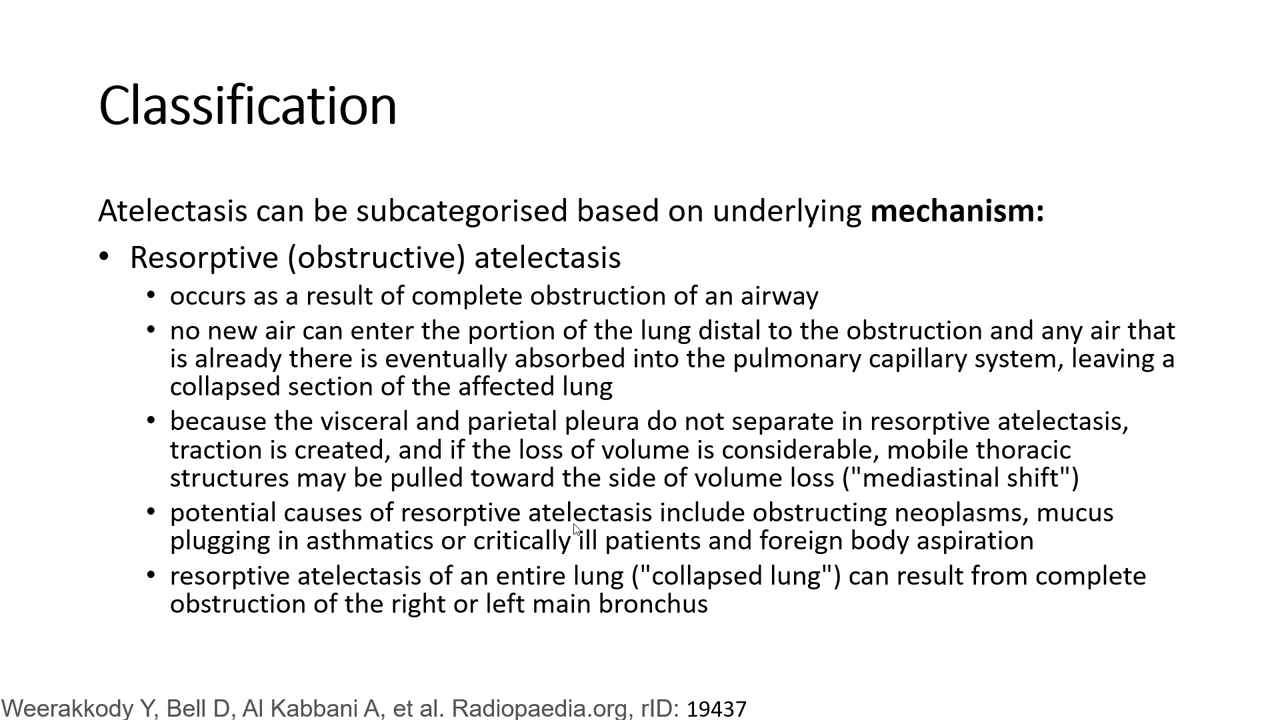 Classification
Atelectasis can be subcategorised based on underlying mechanism:
• Resorptive (obstructive) atelectasis
• occurs as a result of complete obstruction of an airway
• no new air can enter the portion of the lung distal to the obstruction and any air that
is already there is eventually absorbed into the pulmonary capillary system, leaving a
collapsed section of the affected lung
• because the visceral and parietal pleura do not separate in resorptive atelectasis,
traction is created, and if the loss of volume is considerable, mobile thoracic
structures may be pulled toward the side of volume loss ("mediastinal shift")
• potential causes of resorptive atelectasis include obstructing neoplasms, mucus
plugging in asthmatics or critically ill patients and foreign body aspiration
• resorptive atelectasis of an entire lung ("collapsed lung") can result from complete
obstruction of the right or left main bronchus
Weerakkody Y, Bell D, Al Kabbani A, et al. Radiopaedia.org, rID: 19437